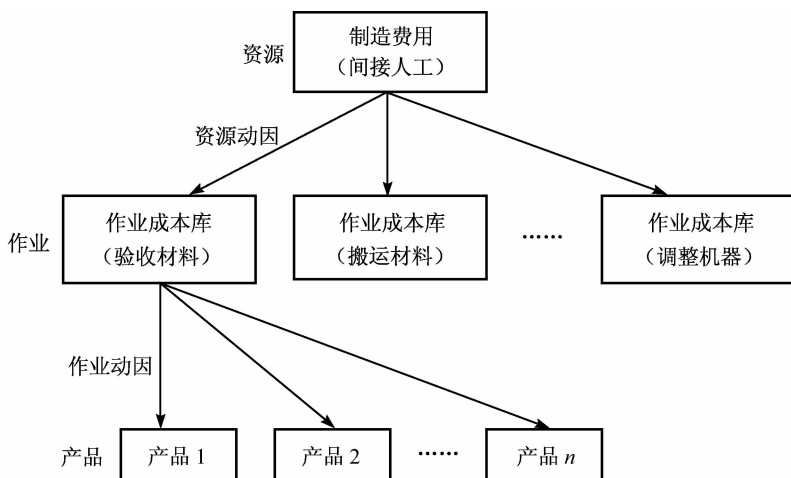 资源
制造费用
（间接人工）
资源动因
作业
作业成本库
（验收材料）
作业成本库
（搬运材料）
……
作业成本库
（调整机器）
作业动因
产品
产品 1
产品 2
……
产品 n